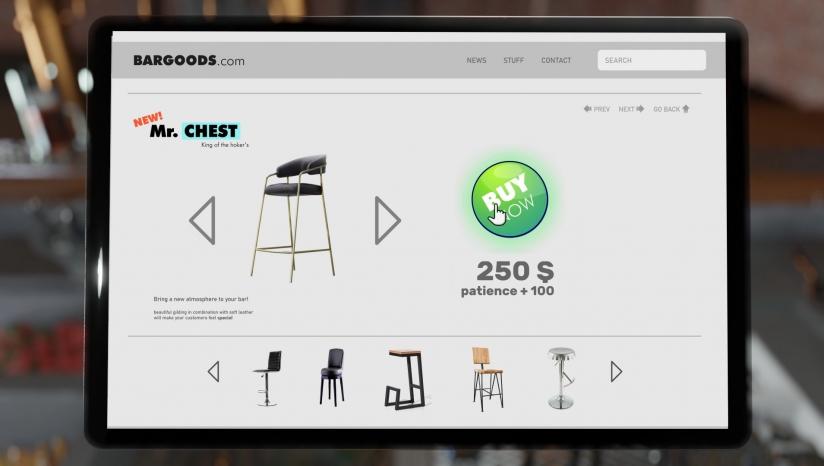 BARGOODS.com
NEWS STUFF CONTACT SEARCH
PREV NEXT GO BACK
NEW!
Mr. CHEST
King of the hoker's
BUY
NOW
250 $
patience + 100
Bring a new atmosphere to your bar!
beautiful gilding in combination with soft leather
will make your customers feel special